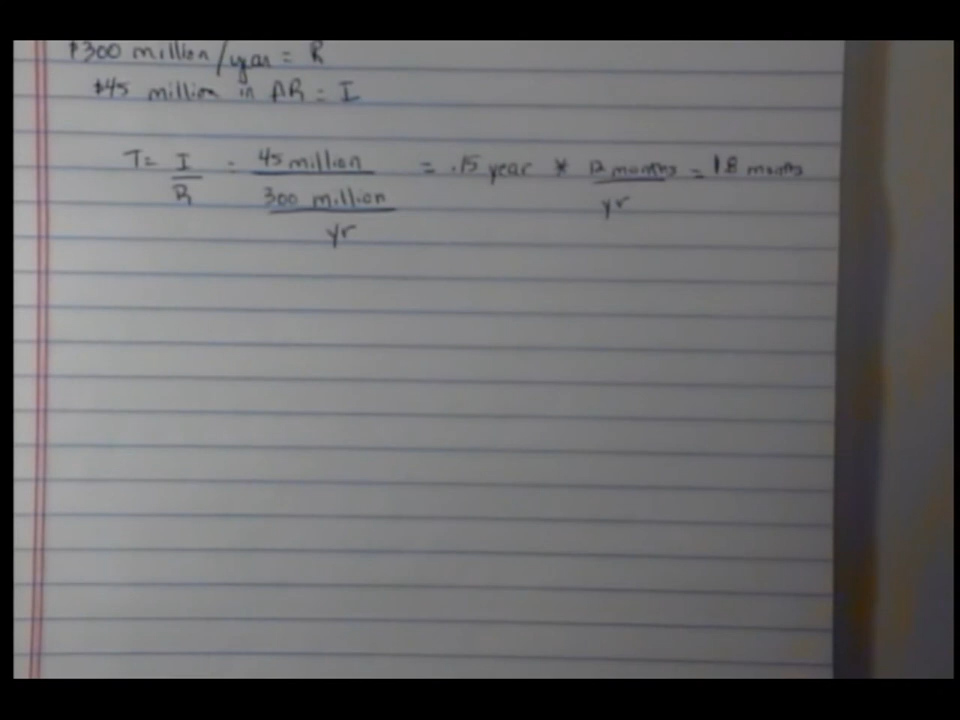 $300 million/year = R
$45 million in AR = I
T = I/R = 45 million / 300 million/yr = .15 year * 12 months/yr = 1.8 months